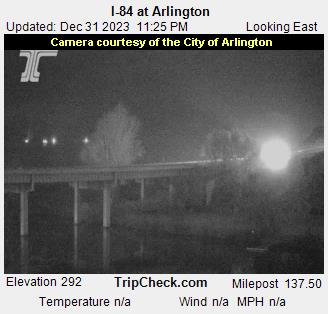 I-84 at Arlington
Updated: Dec 31 2023 11:25 PM Looking East
Camera courtesy of the City of Arlington
Elevation 292 TripCheck.com Milepost 137.50
Temperature n/a Wind n/a MPH n/a